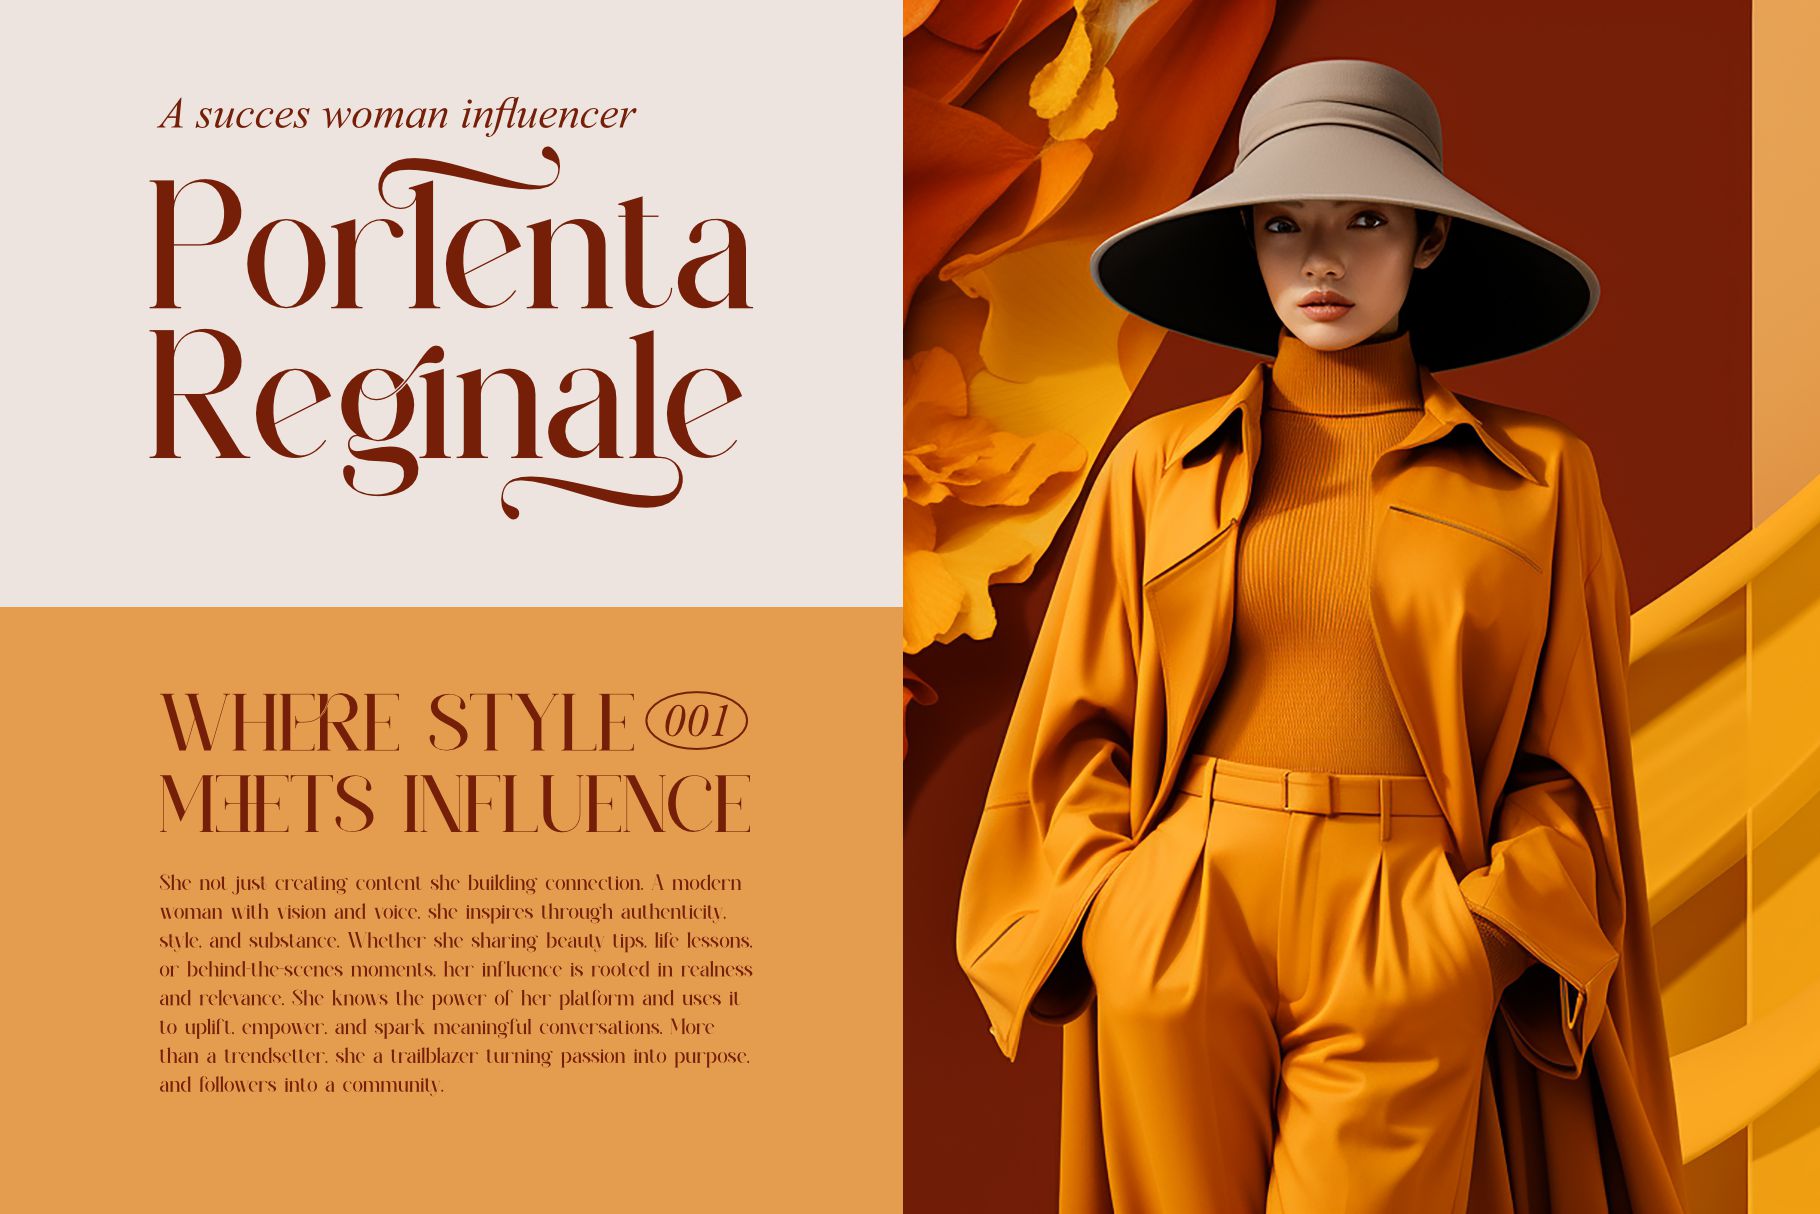 A succes woman influencer
Porlenta
Reginale
WHERE STYLE 001
MEETS INFLUENCE
She not just creating content she building connection. A modern
woman with vision and voice, she inspires through authenticity,
style, and substance. Whether she sharing beauty tips, life lessons,
or behind-the-scenes moments, her influence is rooted in realness
and relevance. She knows the power of her platform and uses it
to uplift, empower, and spark meaningful conversations. More
than a trendsetter, she a trailblazer turning passion into purpose,
and followers into a community.